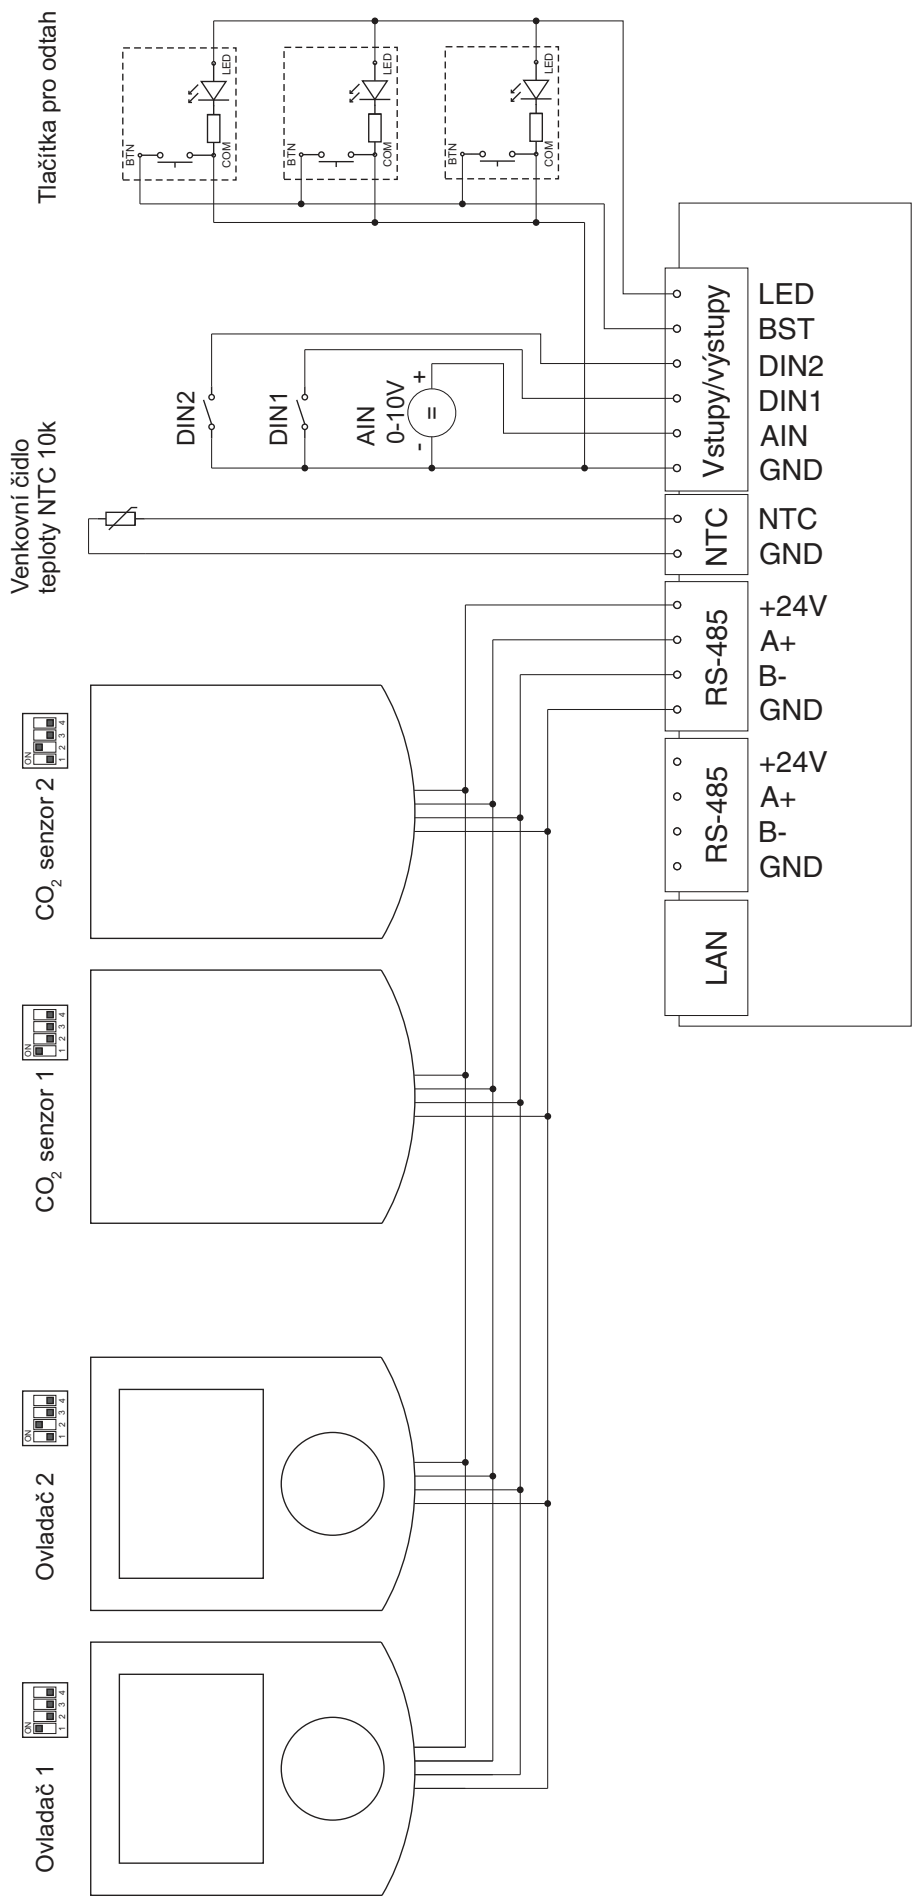 Tlačítka pro odtah
BTN
LED
COM
BTN
LED
COM
BTN
LED
COM
Venkovní čidlo
teploty NTC 10k
DIN2
DIN1
AIN
0-10V
+
=
-
Vstupy/výstupy
LED
BST
DIN2
DIN1
AIN
GND
NTC
NTC
GND
RS-485
+24V
A+
B-
GND
RS-485
+24V
A+
B-
GND
LAN
CO₂ senzor 2
ON
1 2 3 4
CO₂ senzor 1
ON
1 2 3 4
Ovladač 2
ON
1 2 3 4
Ovladač 1
ON
1 2 3 4